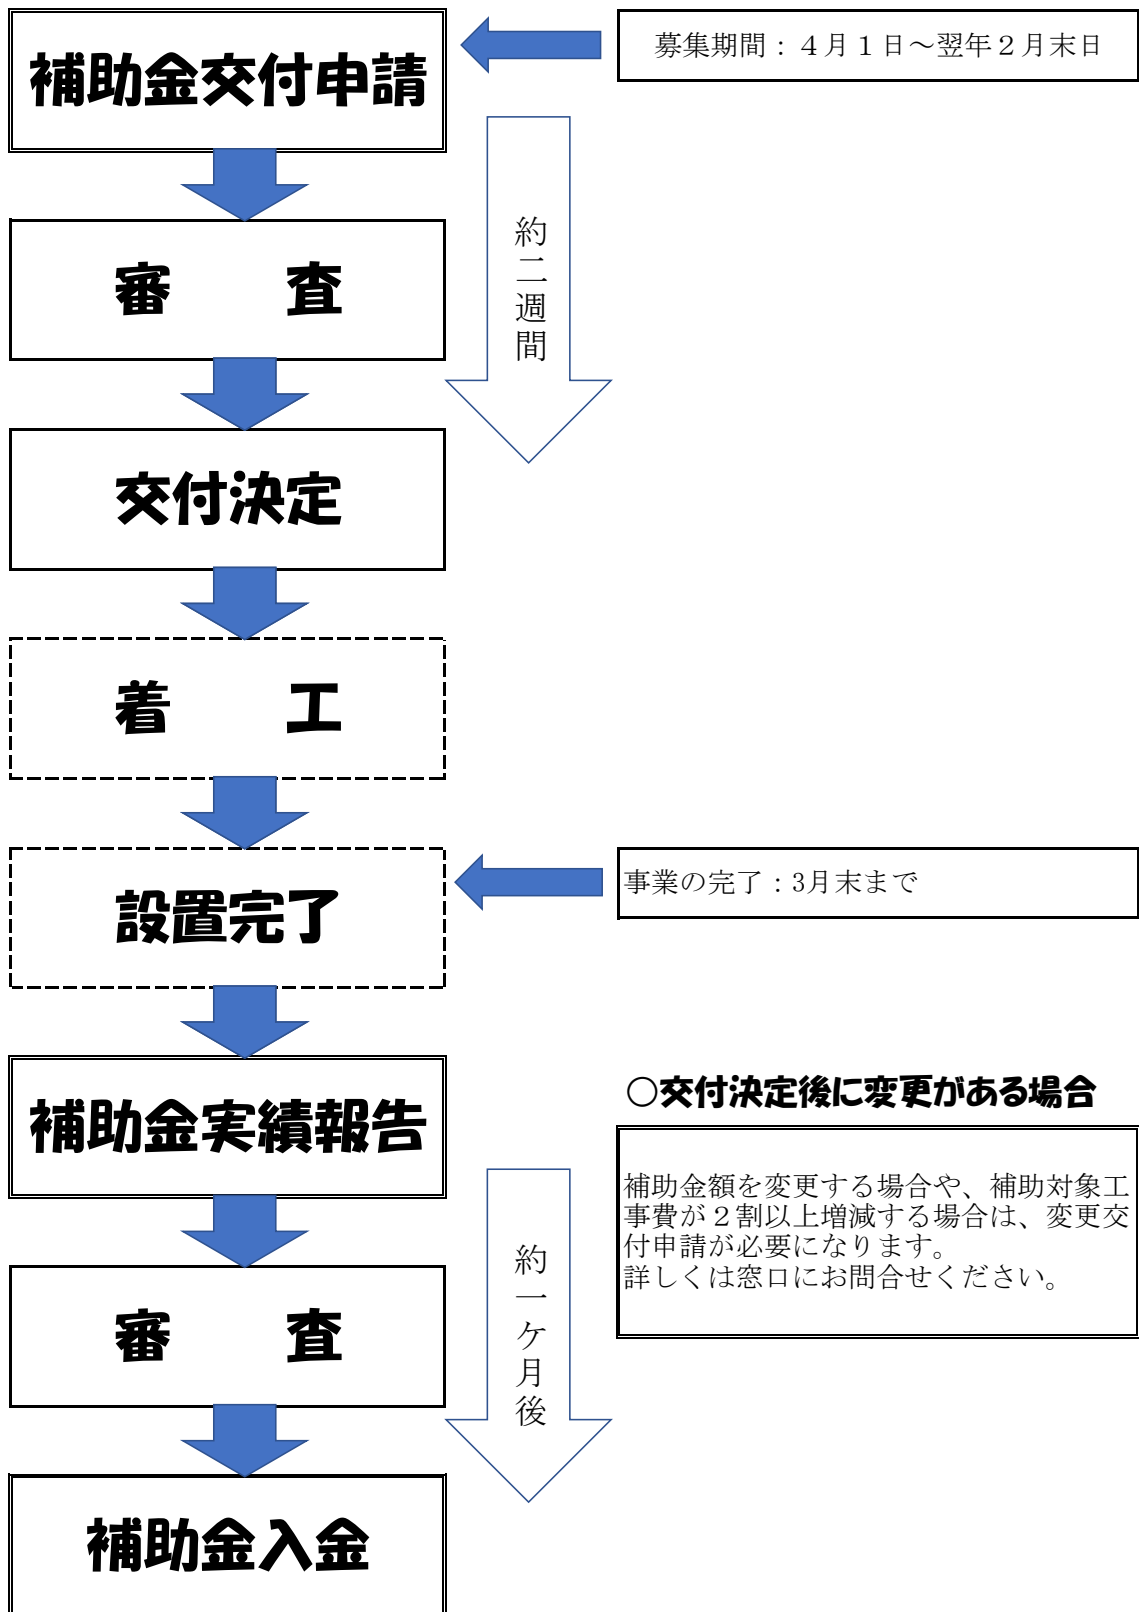 補助金交付申請
募集期間：４月１日～翌年２月末日
審　　査
約二週間
交付決定
着　　工
設置完了
事業の完了：3月末まで
補助金実績報告
○交付決定後に変更がある場合
補助金額を変更する場合や、補助対象工
事費が２割以上増減する場合は、変更交
付申請が必要になります。
詳しくは窓口にお問合せください。
約一ケ月後
審　　査
補助金入金